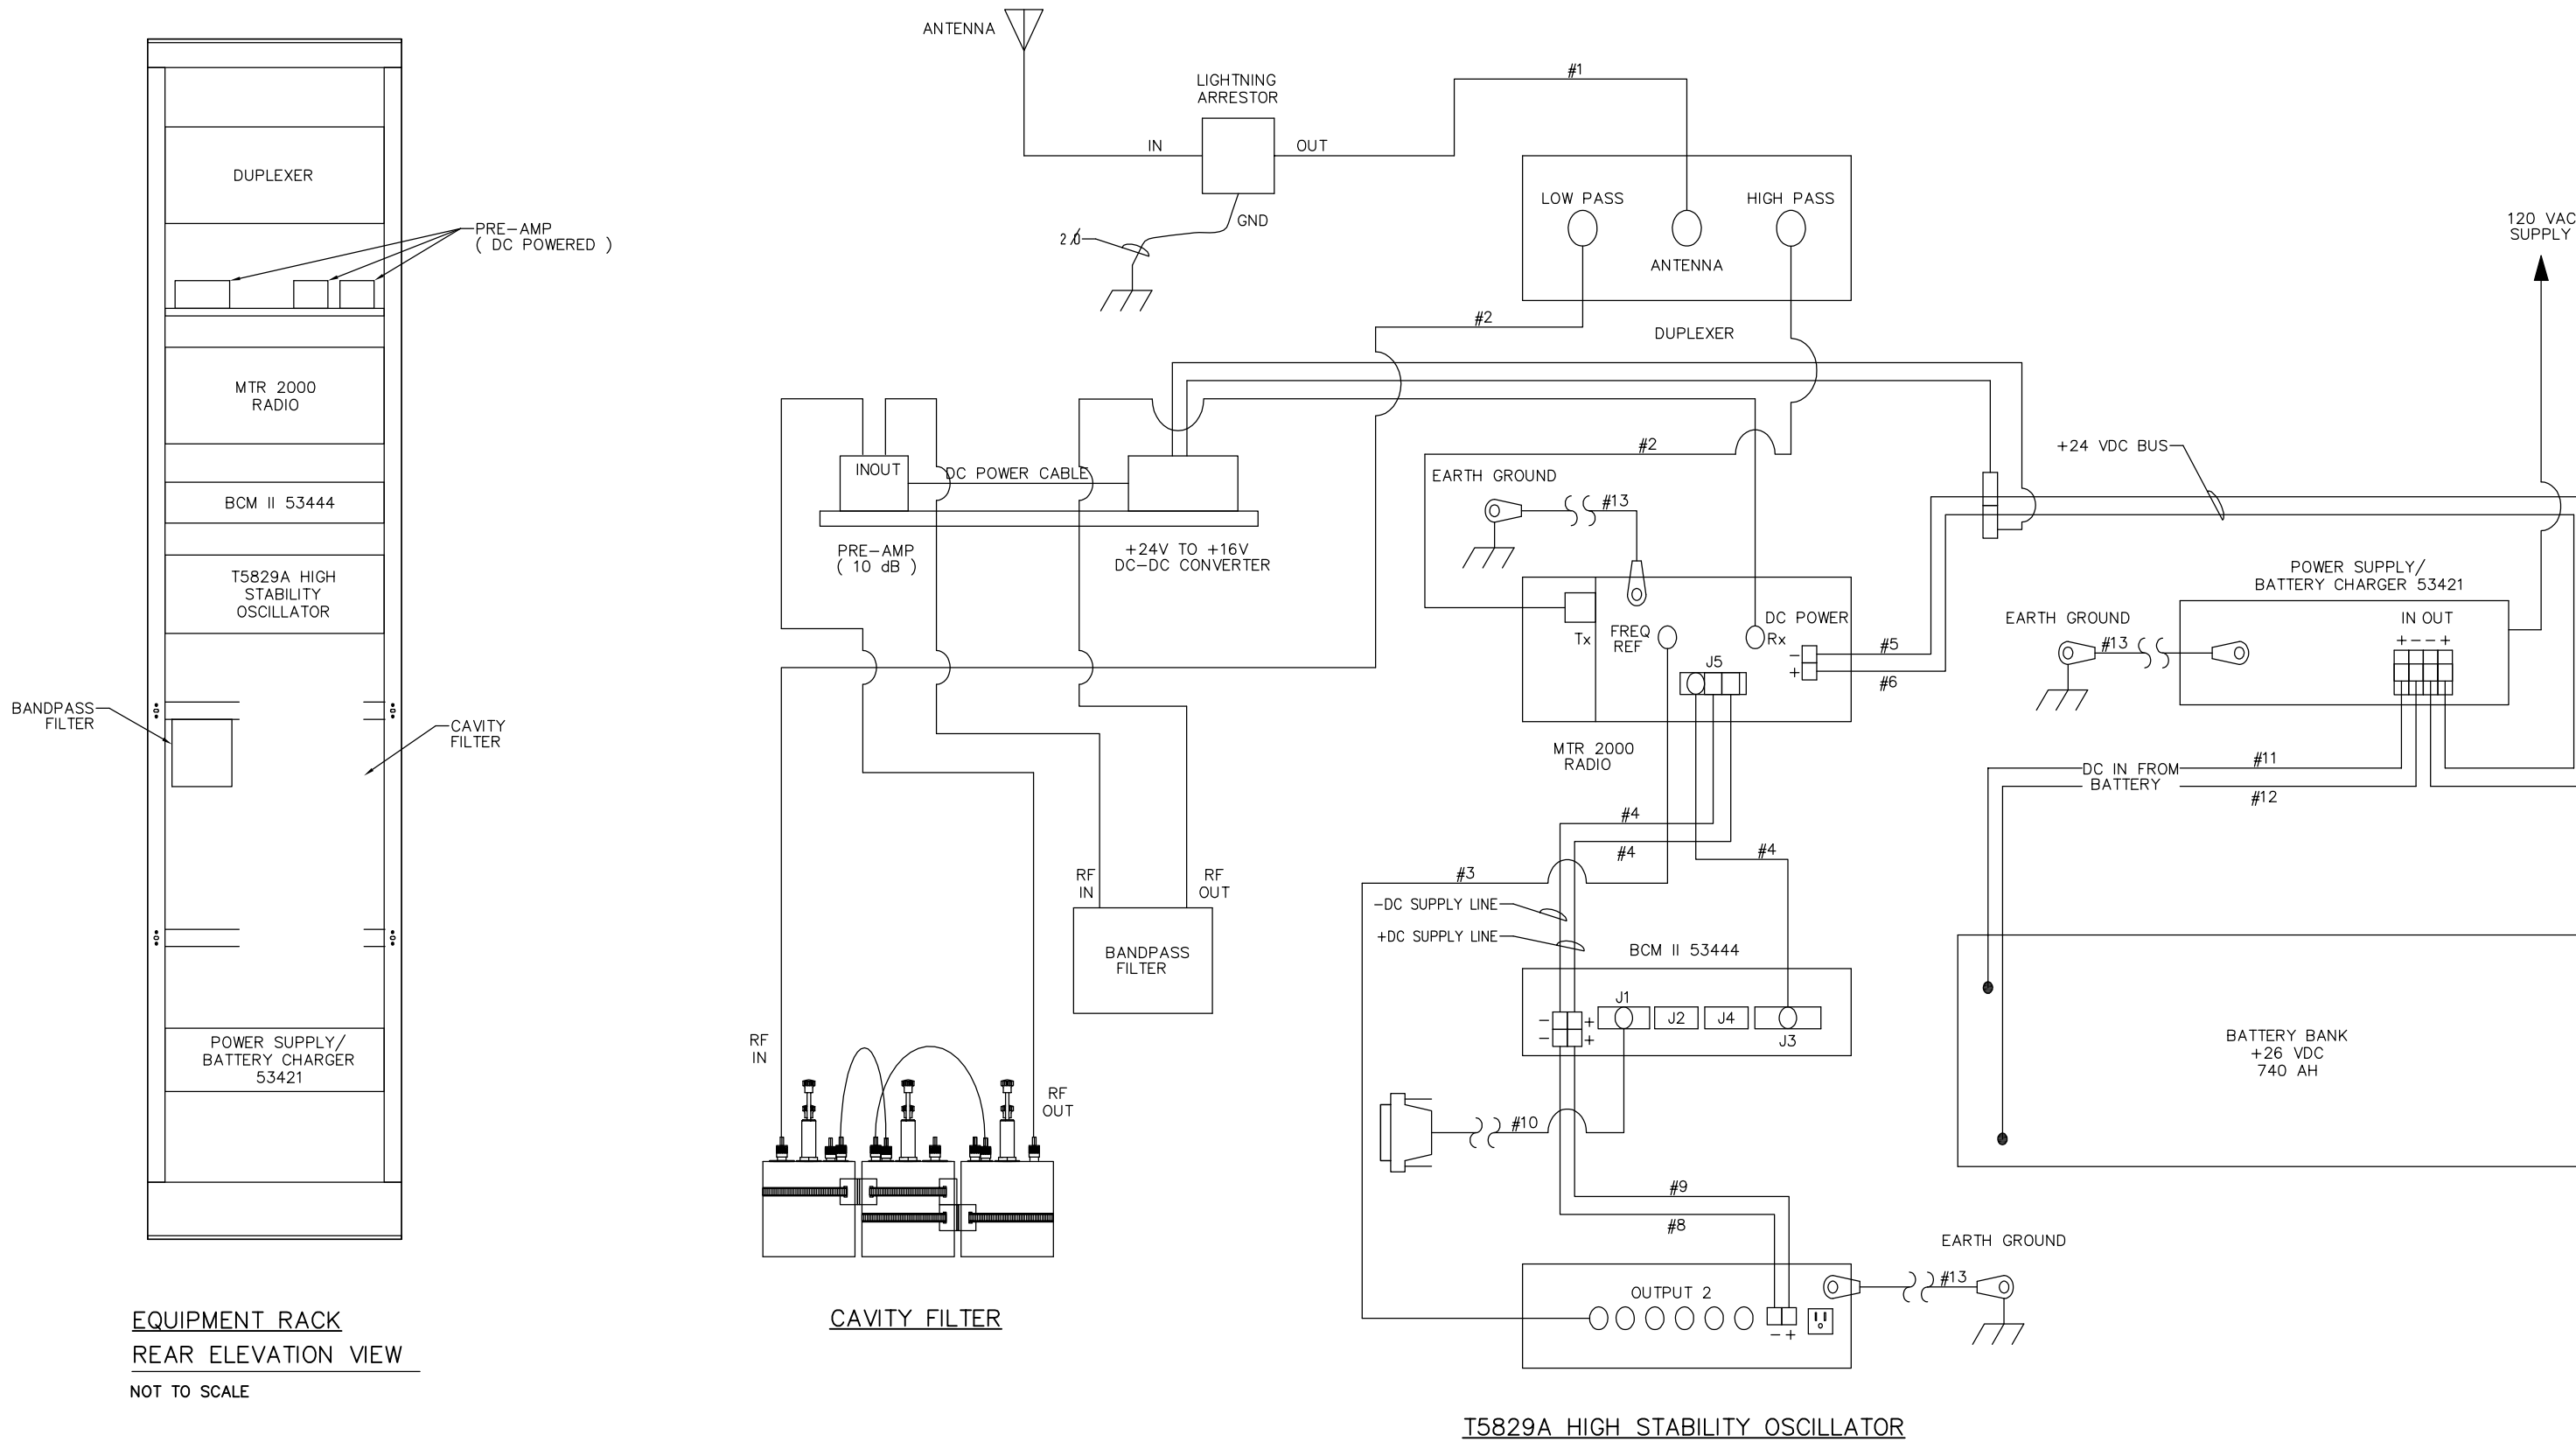 DUPLEXER
PRE-AMP
( DC POWERED )
MTR 2000
RADIO
BCM II 53444
T5829A HIGH
STABILITY
OSCILLATOR
BANDPASS
FILTER
CAVITY
FILTER
POWER SUPPLY/
BATTERY CHARGER
53421
EQUIPMENT RACK
REAR ELEVATION VIEW
NOT TO SCALE
ANTENNA
LIGHTNING
ARRESTOR
IN
OUT
GND
2/0
#1
LOW PASS
HIGH PASS
ANTENNA
DUPLEXER
#2
#2
INOUT
DC POWER CABLE
PRE-AMP
( 10 dB )
+24V TO +16V
DC-DC CONVERTER
EARTH GROUND
#13
Tx
FREQ
REF
Rx
DC POWER
J5
-
+
#5
#6
MTR 2000
RADIO
+24 VDC BUS
120 VAC
SUPPLY
POWER SUPPLY/
BATTERY CHARGER 53421
IN OUT
+--+
EARTH GROUND
#13
DC IN FROM
BATTERY
#11
#12
#4
#4
#4
#3
-DC SUPPLY LINE
+DC SUPPLY LINE
RF
IN
RF
OUT
BANDPASS
FILTER
BCM II 53444
- +
- +
J1
J2
J4
J3
#10
BATTERY BANK
+26 VDC
740 AH
RF
IN
RF
OUT
CAVITY FILTER
#9
#8
OUTPUT 2
-+
EARTH GROUND
#13
T5829A HIGH STABILITY OSCILLATOR